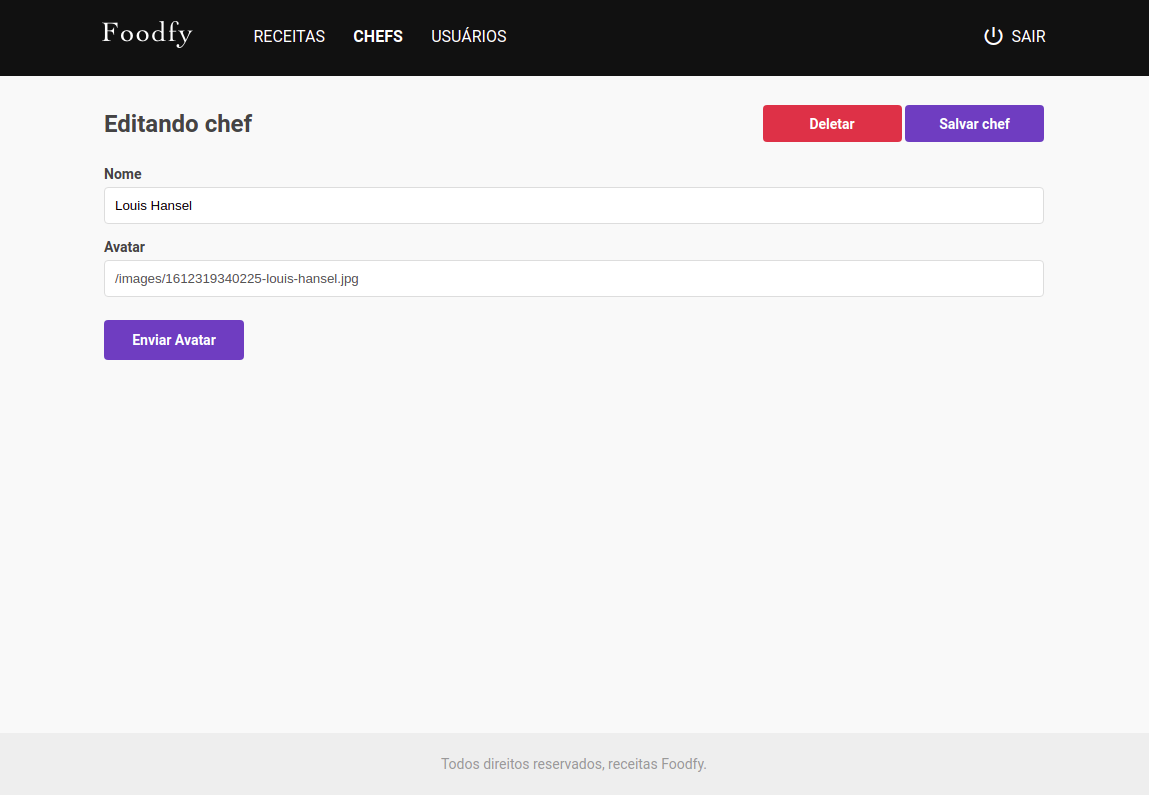 Foodfy RECEITAS CHEFS USUÁRIOS SAIR
Editando chef Deletar Salvar chef
Nome
Louis Hansel
Avatar
/images/1612319340225-louis-hansel.jpg
Enviar Avatar
Todos direitos reservados, receitas Foodfy.